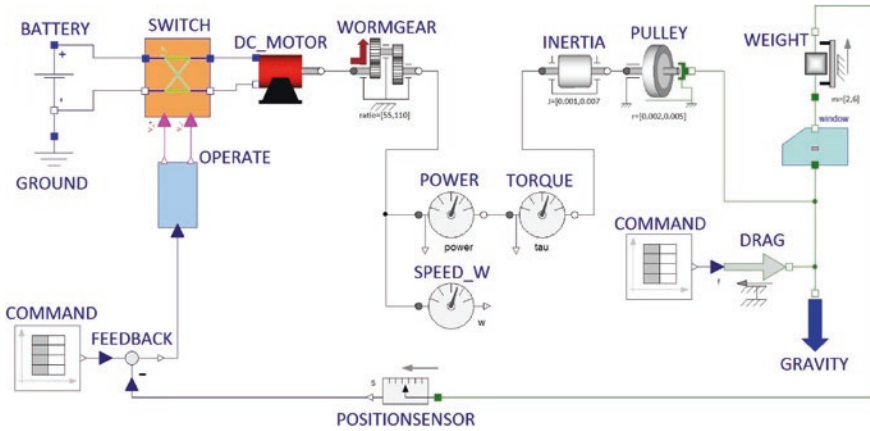 BATTERY
SWITCH
DC_MOTOR
WORMGEAR
INERTIA
PULLEY
WEIGHT
+
-
ratio=[55,110]
J=[0.001,0.007
r=[0.002,0.005]
m=[2,6]
window
GROUND
OPERATE
POWER
TORQUE
power
tau
COMMAND
DRAG
f
SPEED_W
w
COMMAND
FEEDBACK
-
GRAVITY
s
POSITIONSENSOR